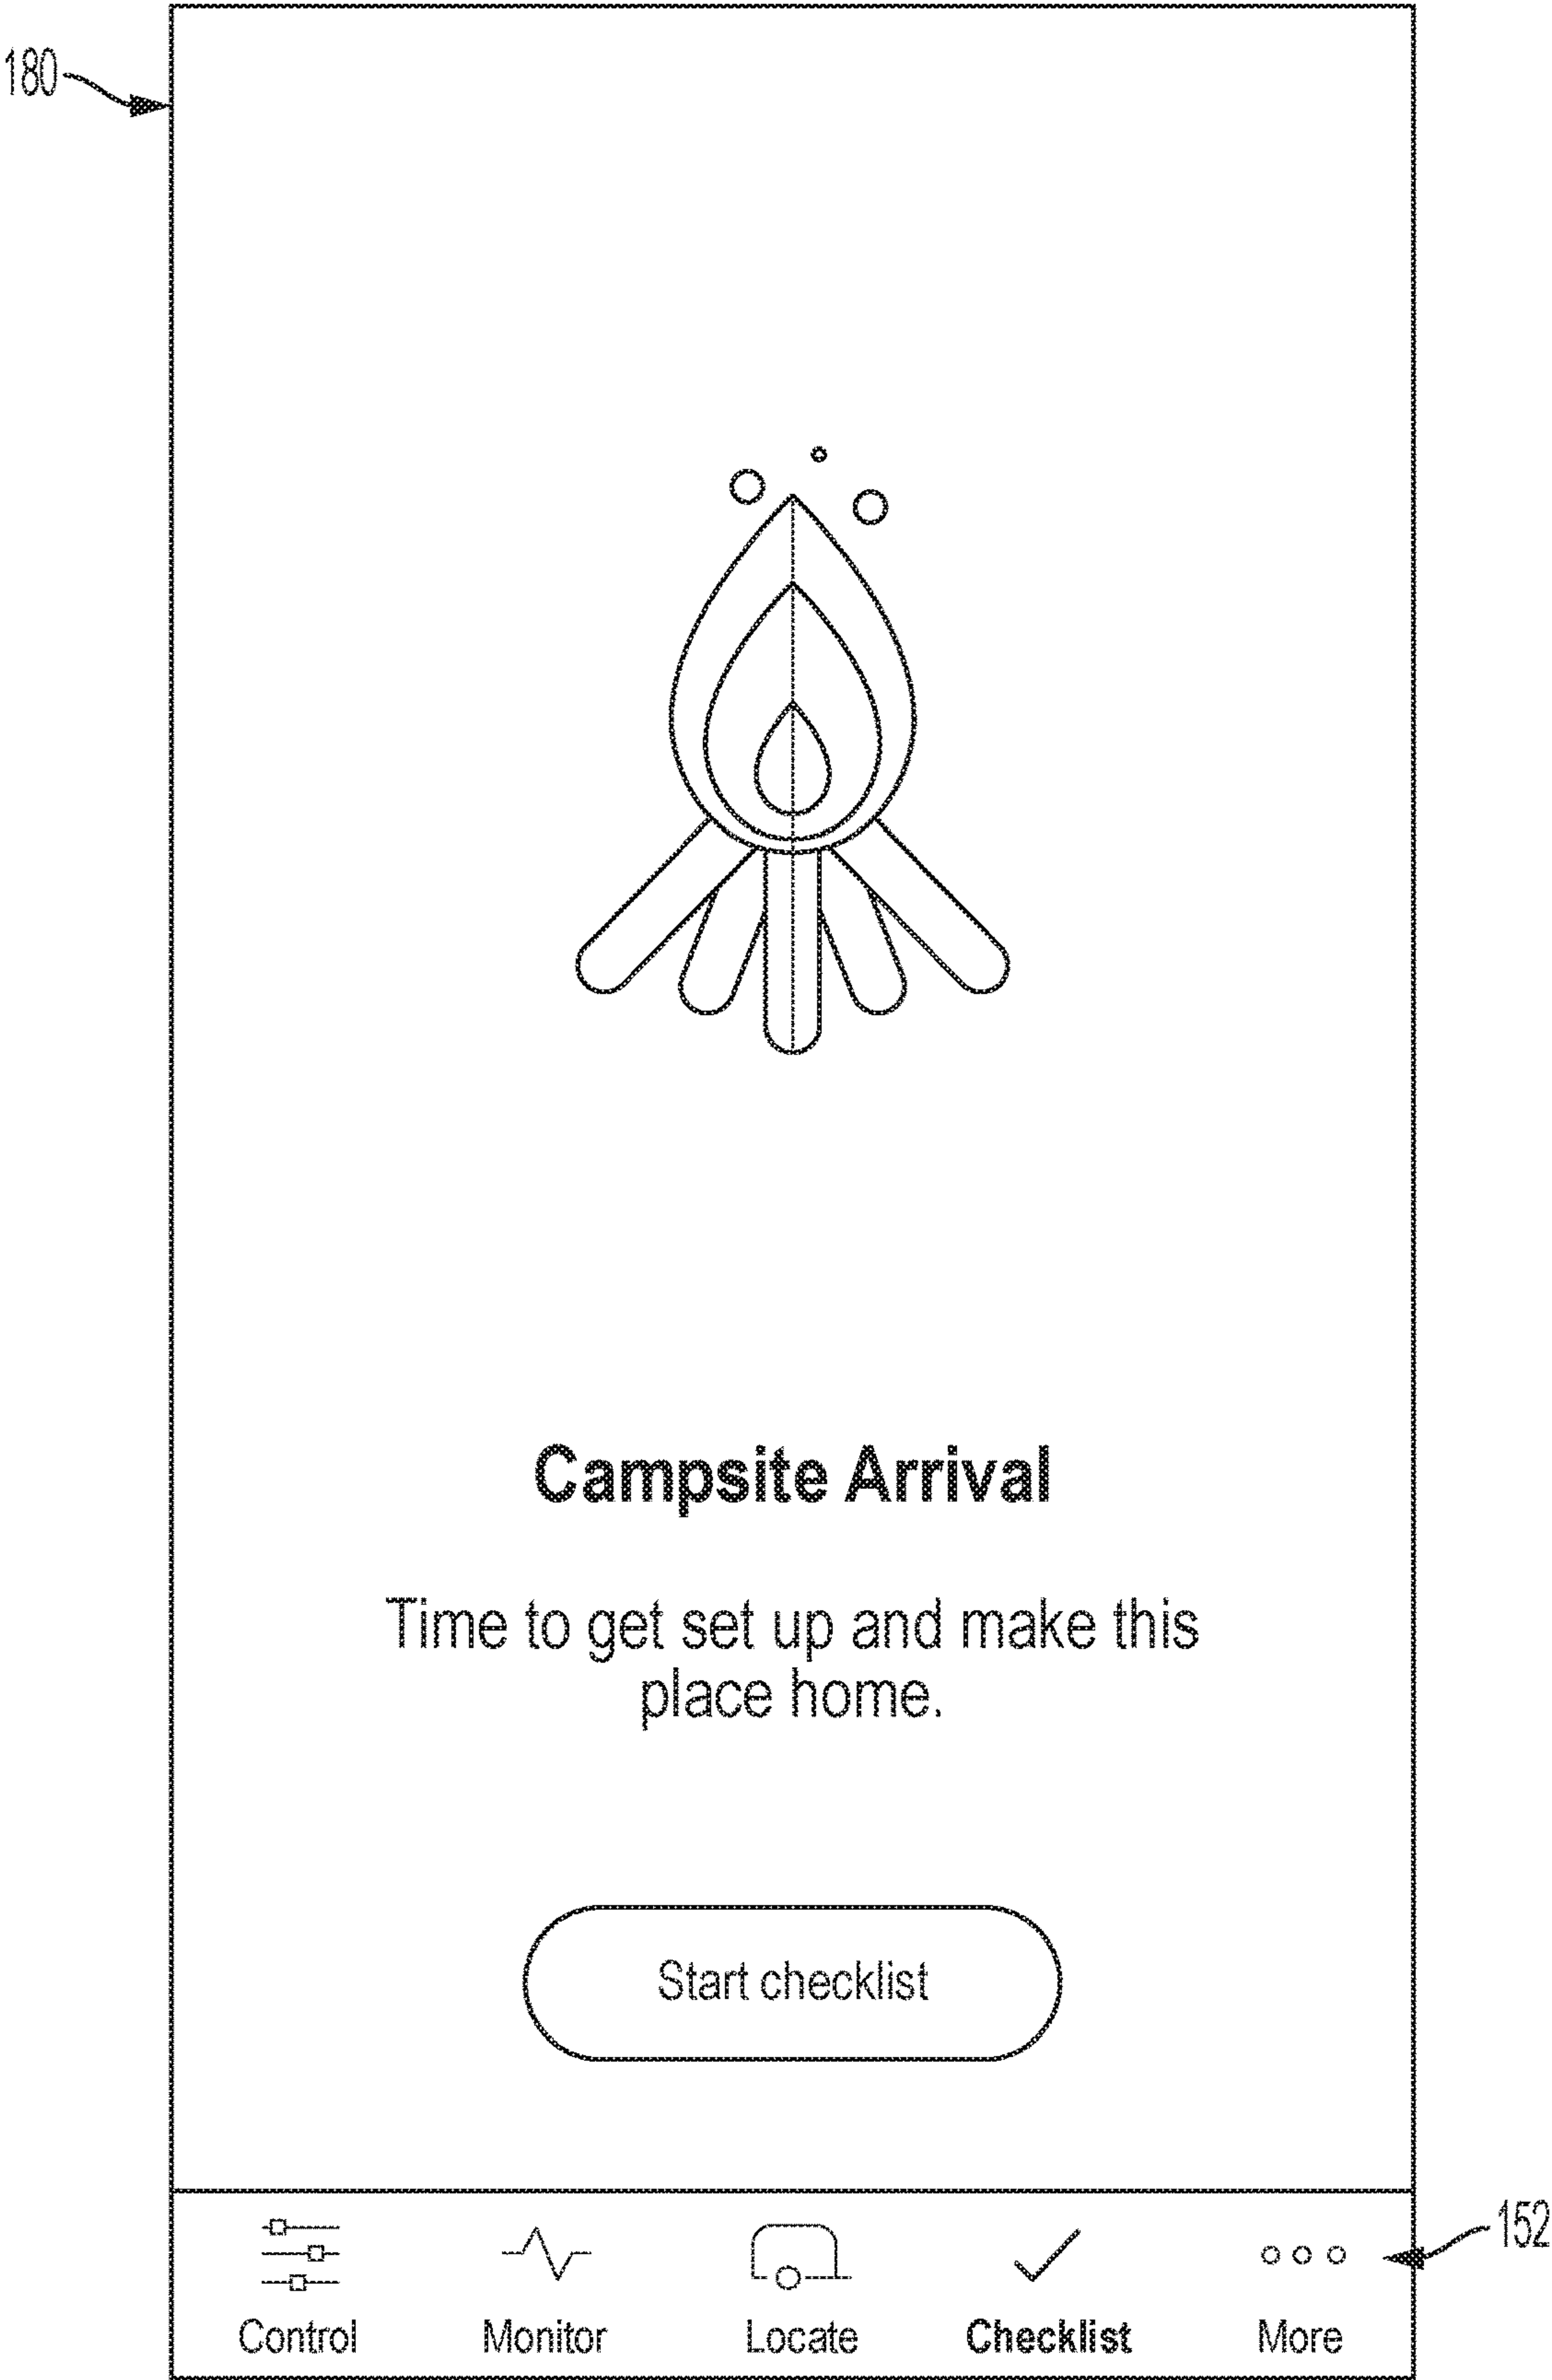 180
Campsite Arrival
Time to get set up and make this
place home.
Start checklist
152
Control Monitor Locate Checklist More